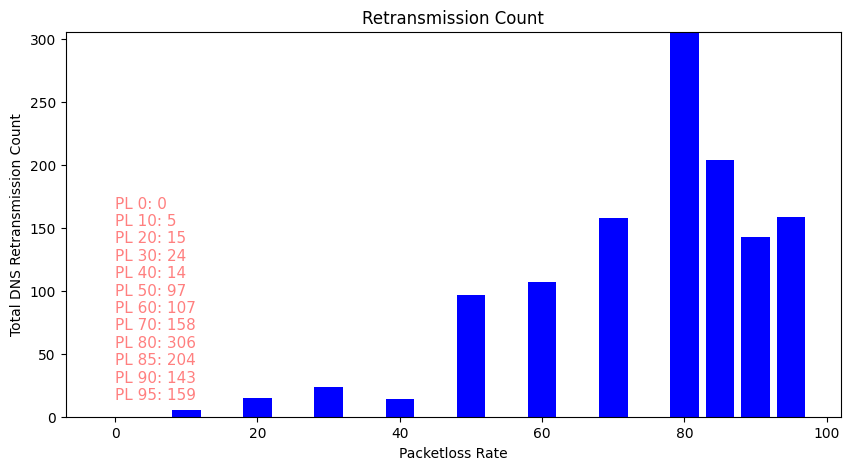 Retransmission Count
Total DNS Retransmission Count
300
250
200
150
100
50
0
PL 0: 0
PL 10: 5
PL 20: 15
PL 30: 24
PL 40: 14
PL 50: 97
PL 60: 107
PL 70: 158
PL 80: 306
PL 85: 204
PL 90: 143
PL 95: 159
0 20 40 60 80 100
Packetloss Rate